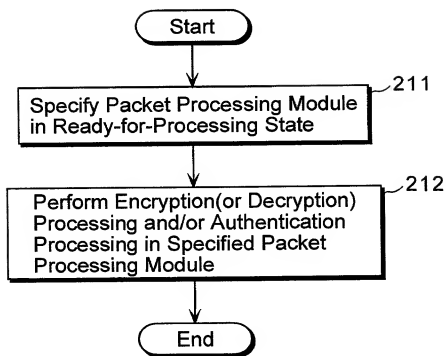 Start
211
Specify Packet Processing Module
in Ready-for-Processing State
212
Perform Encryption(or Decryption)
Processing and/or Authentication
Processing in Specified Packet
Processing Module
End